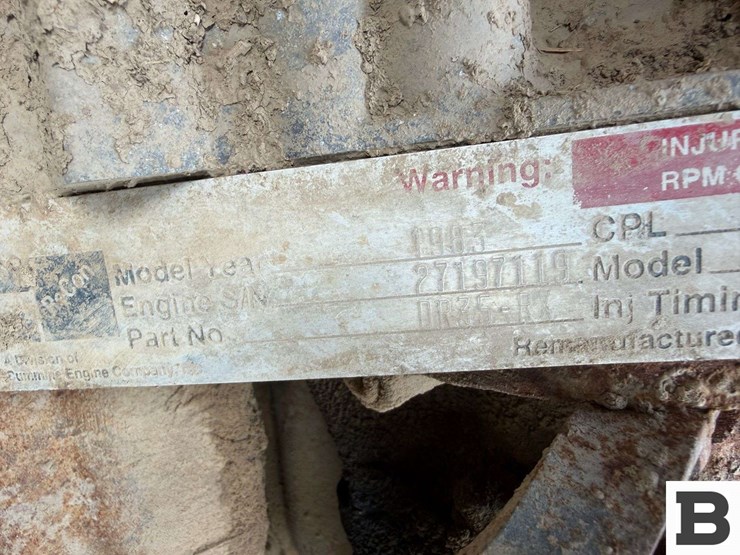 Warning:
INJUR
RPM
Model Year
CPL
Engine S/N
27197119
Model
Part No.
Inj Timin
A Division of
Cummins Engine Company
Remanufactured
B